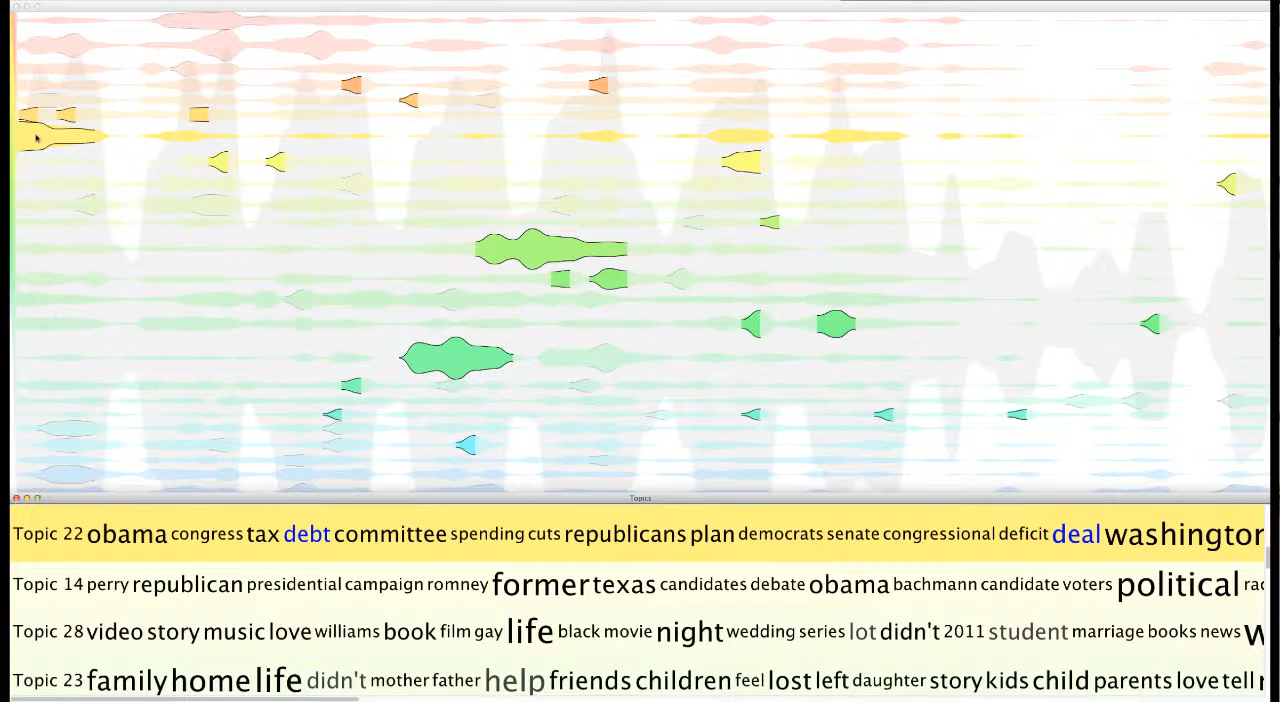 Topics
Topic 22 obama congress tax debt committee spending cuts republicans plan democrats senate congressional deficit deal washington
Topic 14 perry republican presidential campaign romney former texas candidates debate obama bachmann candidate voters political
Topic 28 video story music love williams book film gay life black movie night wedding series lot didn't 2011 student marriage books news
Topic 23 family home life didn't mother father help friends children feel lost left daughter story kids child parents love tell